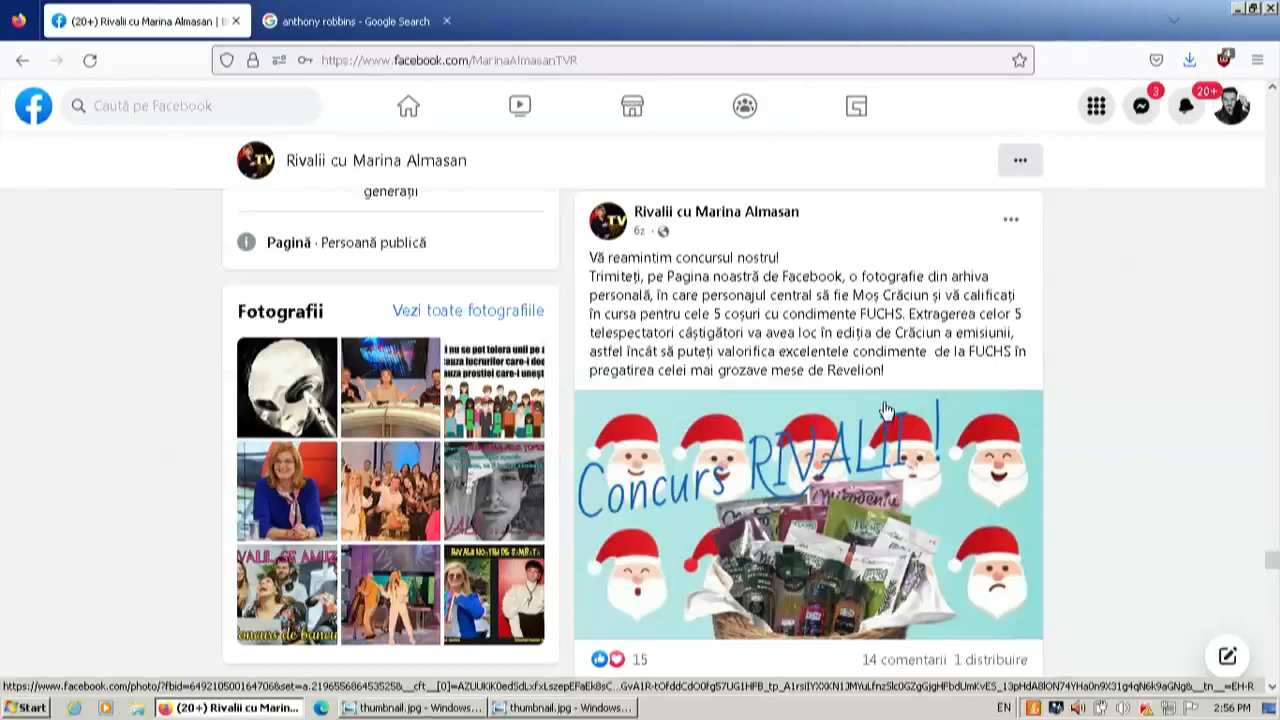 (20+) Rivalii cu Marina Almasan |
anthony robbins - Google Search
https://www.facebook.com/MarinaAlmasanTVR
4
Caută pe Facebook
3
20+
TV
Rivalii cu Marina Almasan
generații
Pagină · Persoană publică
Fotografii
Vezi toate fotografiile
TV
Rivalii cu Marina Almasan
6z ·
Vă reamintim concursul nostru!
Trimiteți, pe Pagina noastră de Facebook, o fotografie din arhiva
personală, în care personajul central să fie Moș Crăciun și vă calificați
în cursa pentru cele 5 coșuri cu condimente FUCHS. Extragerea celor 5
telespectatori câștigători va avea loc în ediția de Crăciun a emisiunii,
astfel încât să puteți valorifica excelentele condimente de la FUCHS în
pregatirea celei mai grozave mese de Revelion!
Concurs RIVALII !
15
14 comentarii 1 distribuire
(20+) Rivalii cu Marin...
thumbnail.jpg - Windows...
thumbnail.jpg - Windows...
Start
EN
2:56 PM